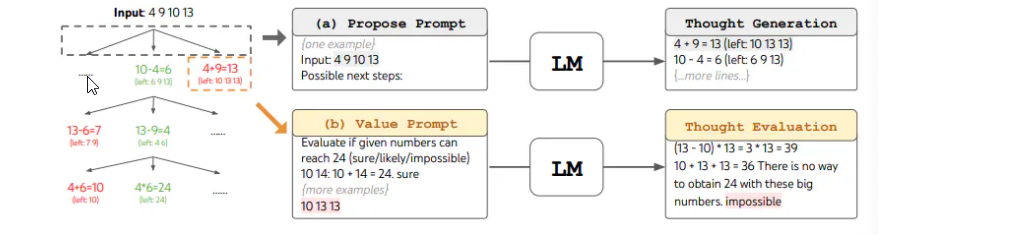 Input: 4 9 10 13
......
10-4=6
(left: 6 9 13)
4+9=13
(left: 10 13 13)
13-6=7
(left: 7 9)
13-9=4
(left: 4 6)
......
4+6=10
(left: 10)
4*6=24
(left: 24)
......
(a) Propose Prompt
{one example}
Input: 4 9 10 13
Possible next steps:
LM
Thought Generation
4 + 9 = 13 (left: 10 13 13)
10 - 4 = 6 (left: 6 9 13)
{...more lines...}
(b) Value Prompt
Evaluate if given numbers can
reach 24 (sure/likely/impossible)
10 14: 10 + 14 = 24. sure
{more examples}
10 13 13
LM
Thought Evaluation
(13 - 10) * 13 = 3 * 13 = 39
10 + 13 + 13 = 36 There is no way
to obtain 24 with these big
numbers. impossible